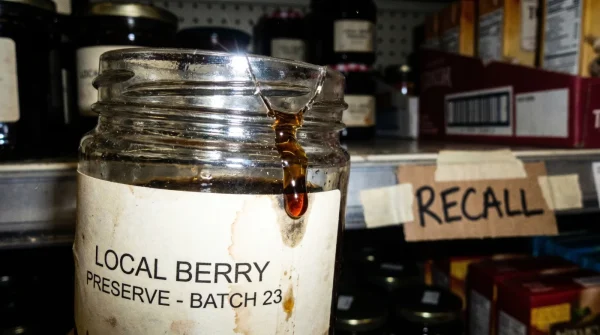 LOCAL BERRY
PRESERVE - BATCH 23
RECALL